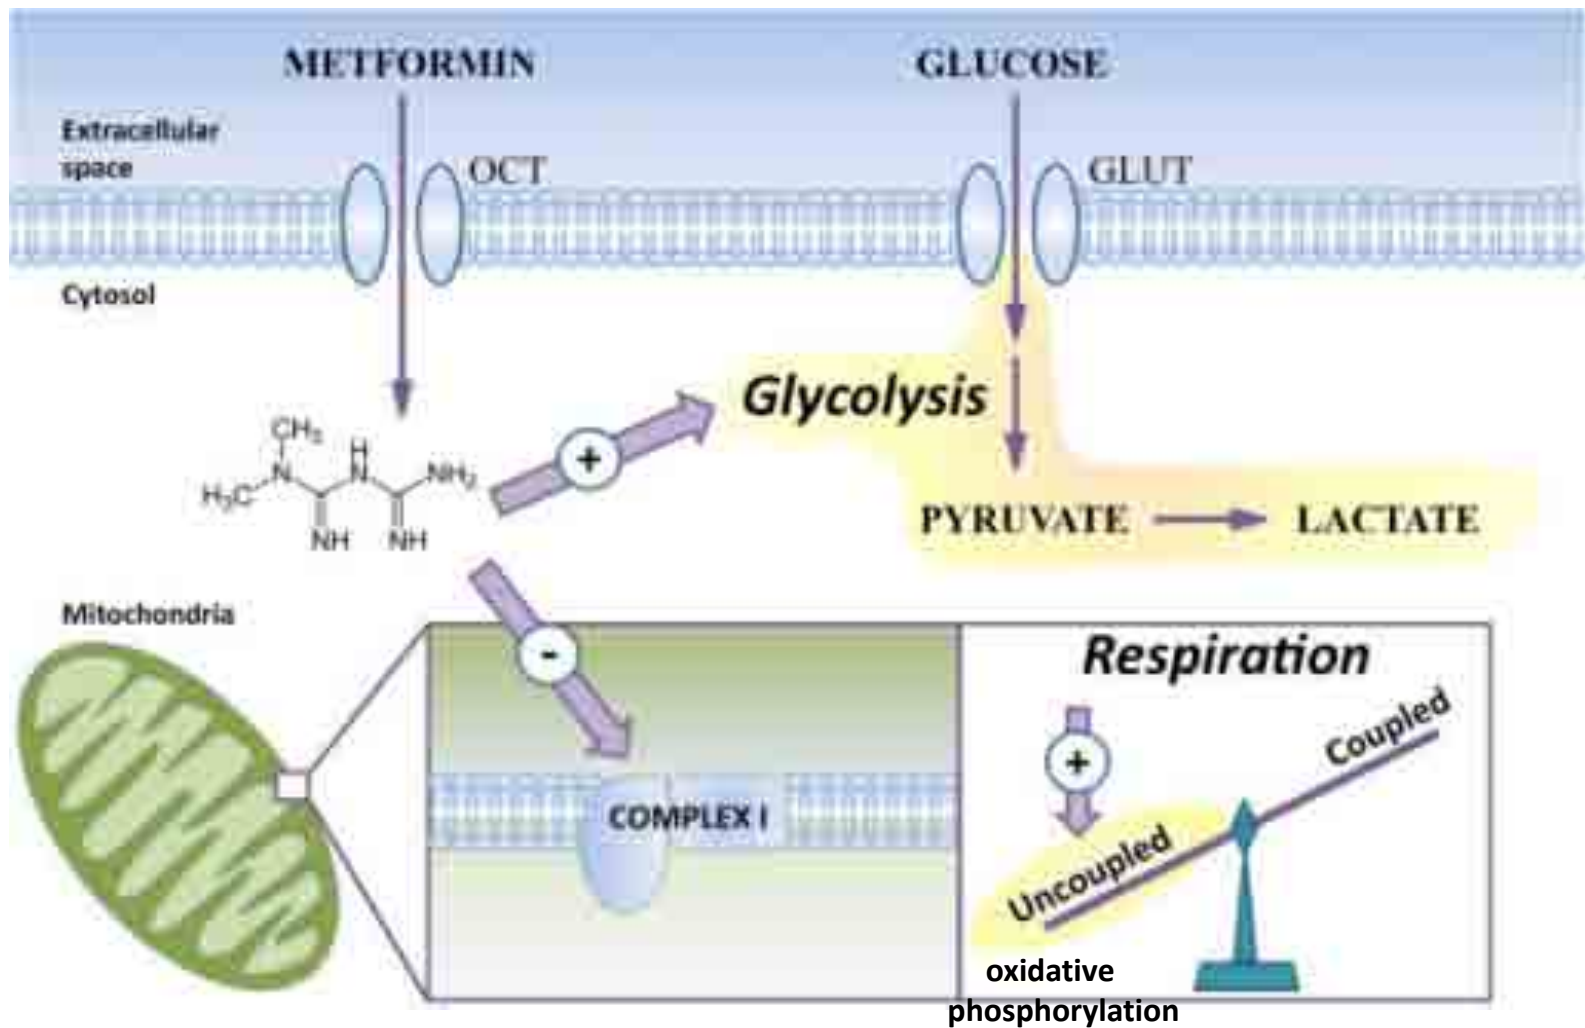 METFORMIN
GLUCOSE
Extracellular
space
OCT
GLUT
Cytosol
Glycolysis
CH3
H
N
N
NH2
H3C
NH
NH
+
PYRUVATE
LACTATE
Mitochondria
-
COMPLEX I
Respiration
+
Coupled
Uncoupled
oxidative
phosphorylation